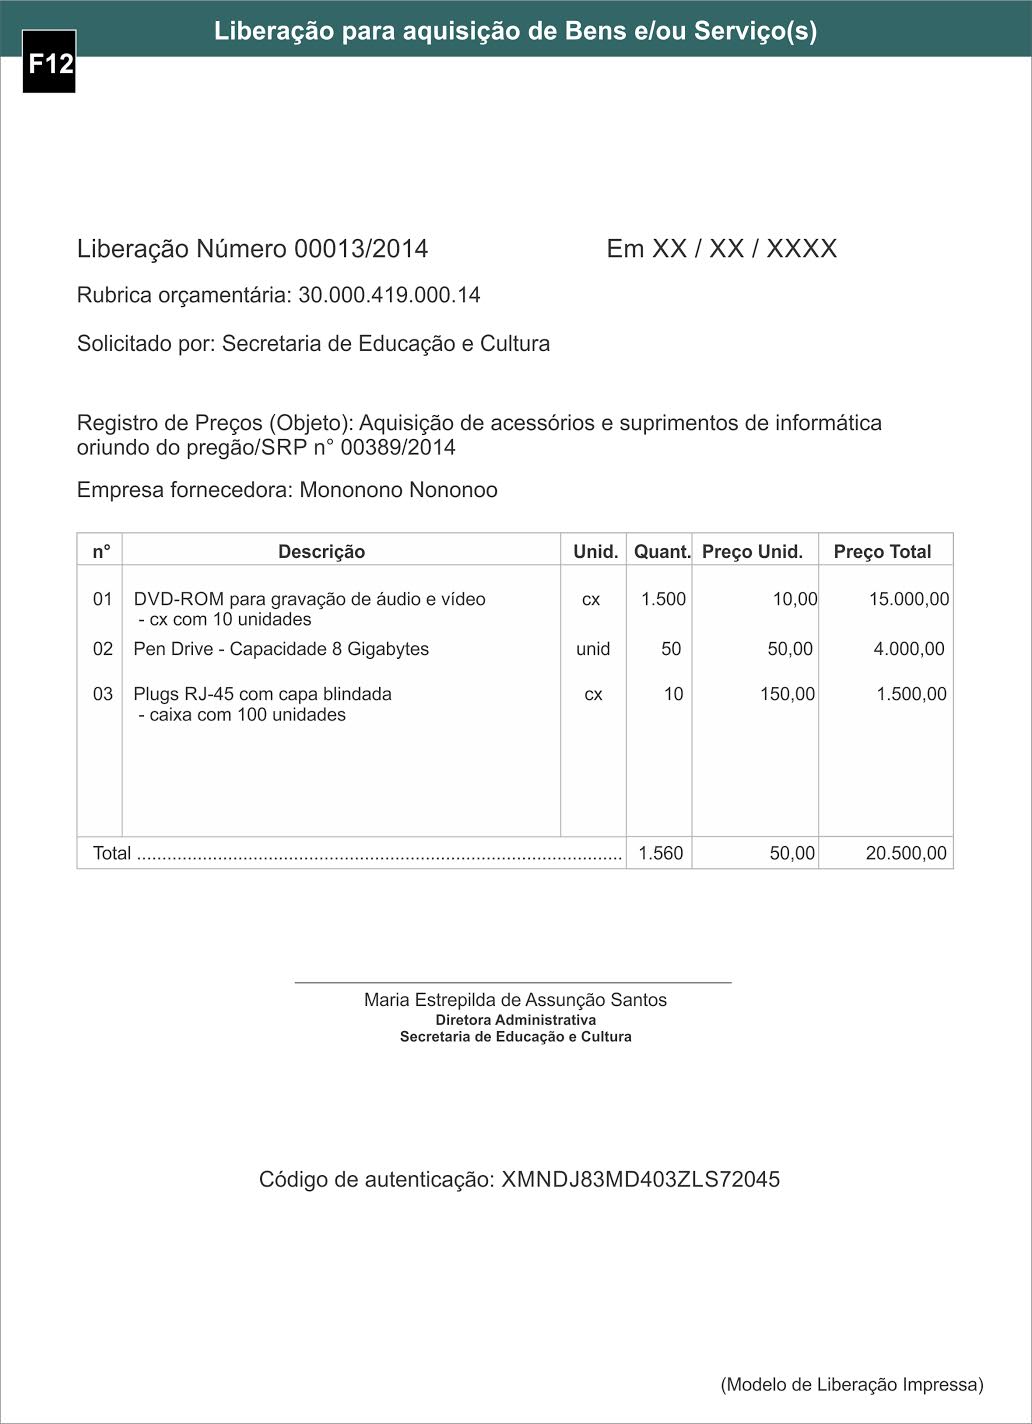 Liberação para aquisição de Bens e/ou Serviço(s)
F12
Liberação Número 00013/2014 Em XX / XX / XXXX
Rubrica orçamentária: 30.000.419.000.14
Solicitado por: Secretaria de Educação e Cultura
Registro de Preços (Objeto): Aquisição de acessórios e suprimentos de informática
oriundo do pregão/SRP n° 00389/2014
Empresa fornecedora: Mononono Nononoo
n° Descrição Unid. Quant. Preço Unid. Preço Total
01 DVD-ROM para gravação de áudio e vídeo cx 1.500 10,00 15.000,00
- cx com 10 unidades
02 Pen Drive - Capacidade 8 Gigabytes unid 50 50,00 4.000,00
03 Plugs RJ-45 com capa blindada cx 10 150,00 1.500,00
- caixa com 100 unidades
Total ................................................................................................ 1.560 50,00 20.500,00
Maria Estrepilda de Assunção Santos
Diretora Administrativa
Secretaria de Educação e Cultura
Código de autenticação: XMNDJ83MD403ZLS72045
(Modelo de Liberação Impressa)